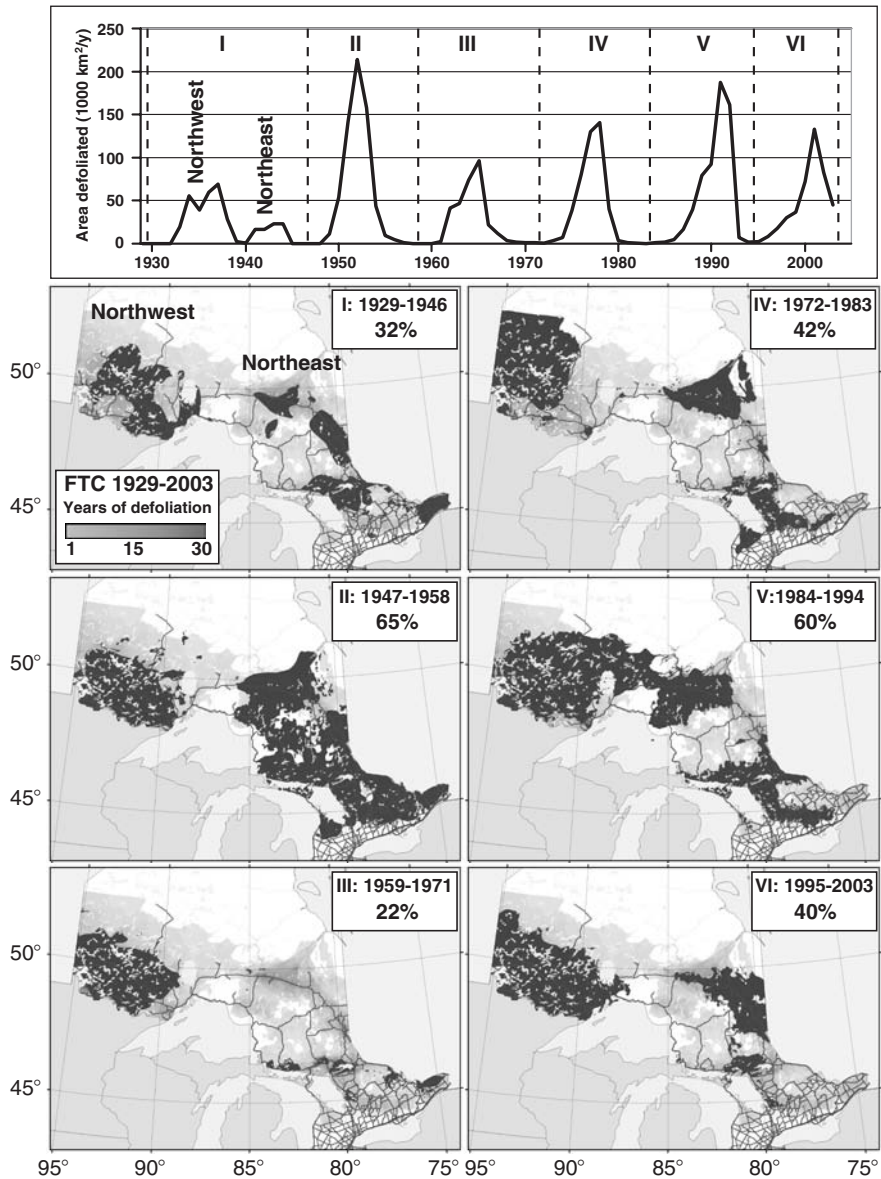 Area defoliated (1000 km²/y)
250
200
150
100
50
0
I
II
III
IV
V
VI
Northwest
Northeast
1930
1940
1950
1960
1970
1980
1990
2000
Northwest
Northeast
I: 1929-1946
32%
IV: 1972-1983
42%
50°
45°
FTC 1929-2003
Years of defoliation
1 15 30
II: 1947-1958
65%
V:1984-1994
60%
50°
45°
III: 1959-1971
22%
VI: 1995-2003
40%
50°
45°
95° 90° 85° 80° 75° 95° 90° 85° 80° 75°